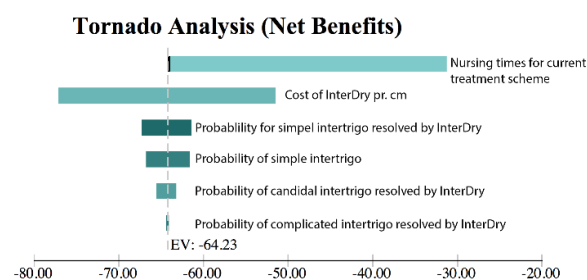 Tornado Analysis (Net Benefits)
Nursing times for current
treatment scheme
Cost of InterDry pr. cm
Probablility for simpel intertrigo resolved by InterDry
Probability of simple intertrigo
Probability of candidal intertrigo resolved by InterDry
Probability of complicated intertrigo resolved by InterDry
EV: -64.23
-80.00 -70.00 -60.00 -50.00 -40.00 -30.00 -20.00